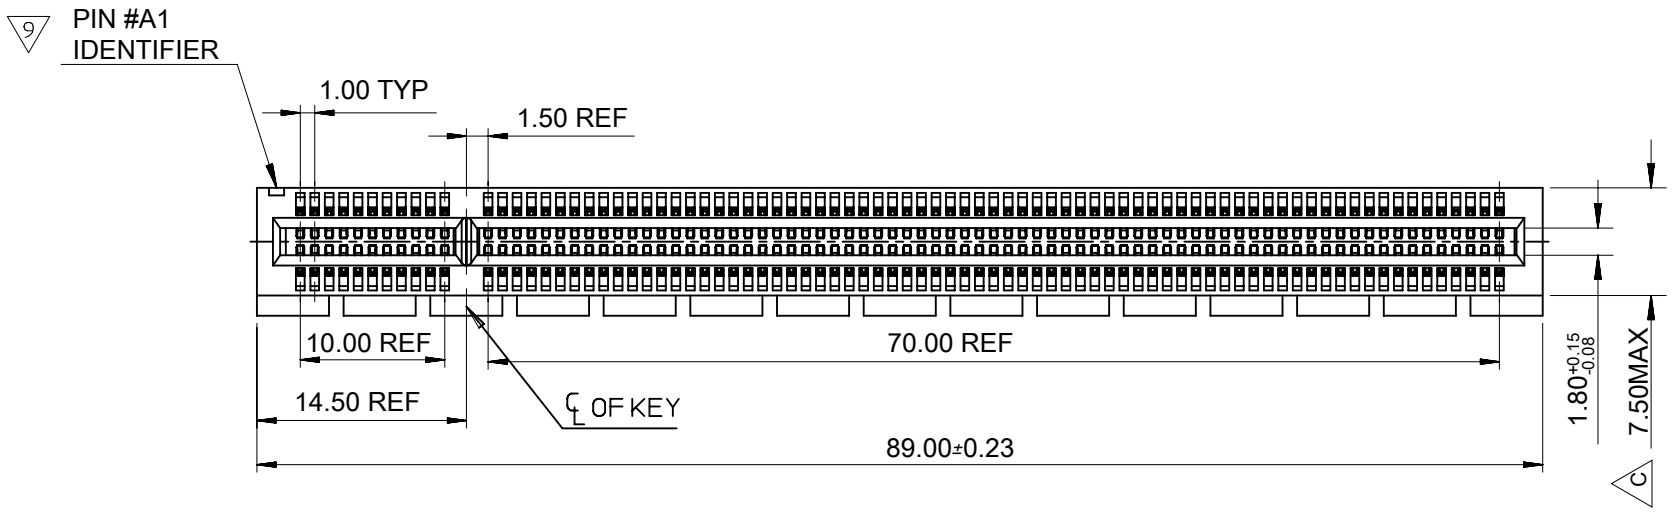 9
PIN #A1
IDENTIFIER
1.00 TYP
1.50 REF
10.00 REF
70.00 REF
14.50 REF
℄ OF KEY
89.00±0.23
1.80+0.15
-0.08
7.50MAX
C